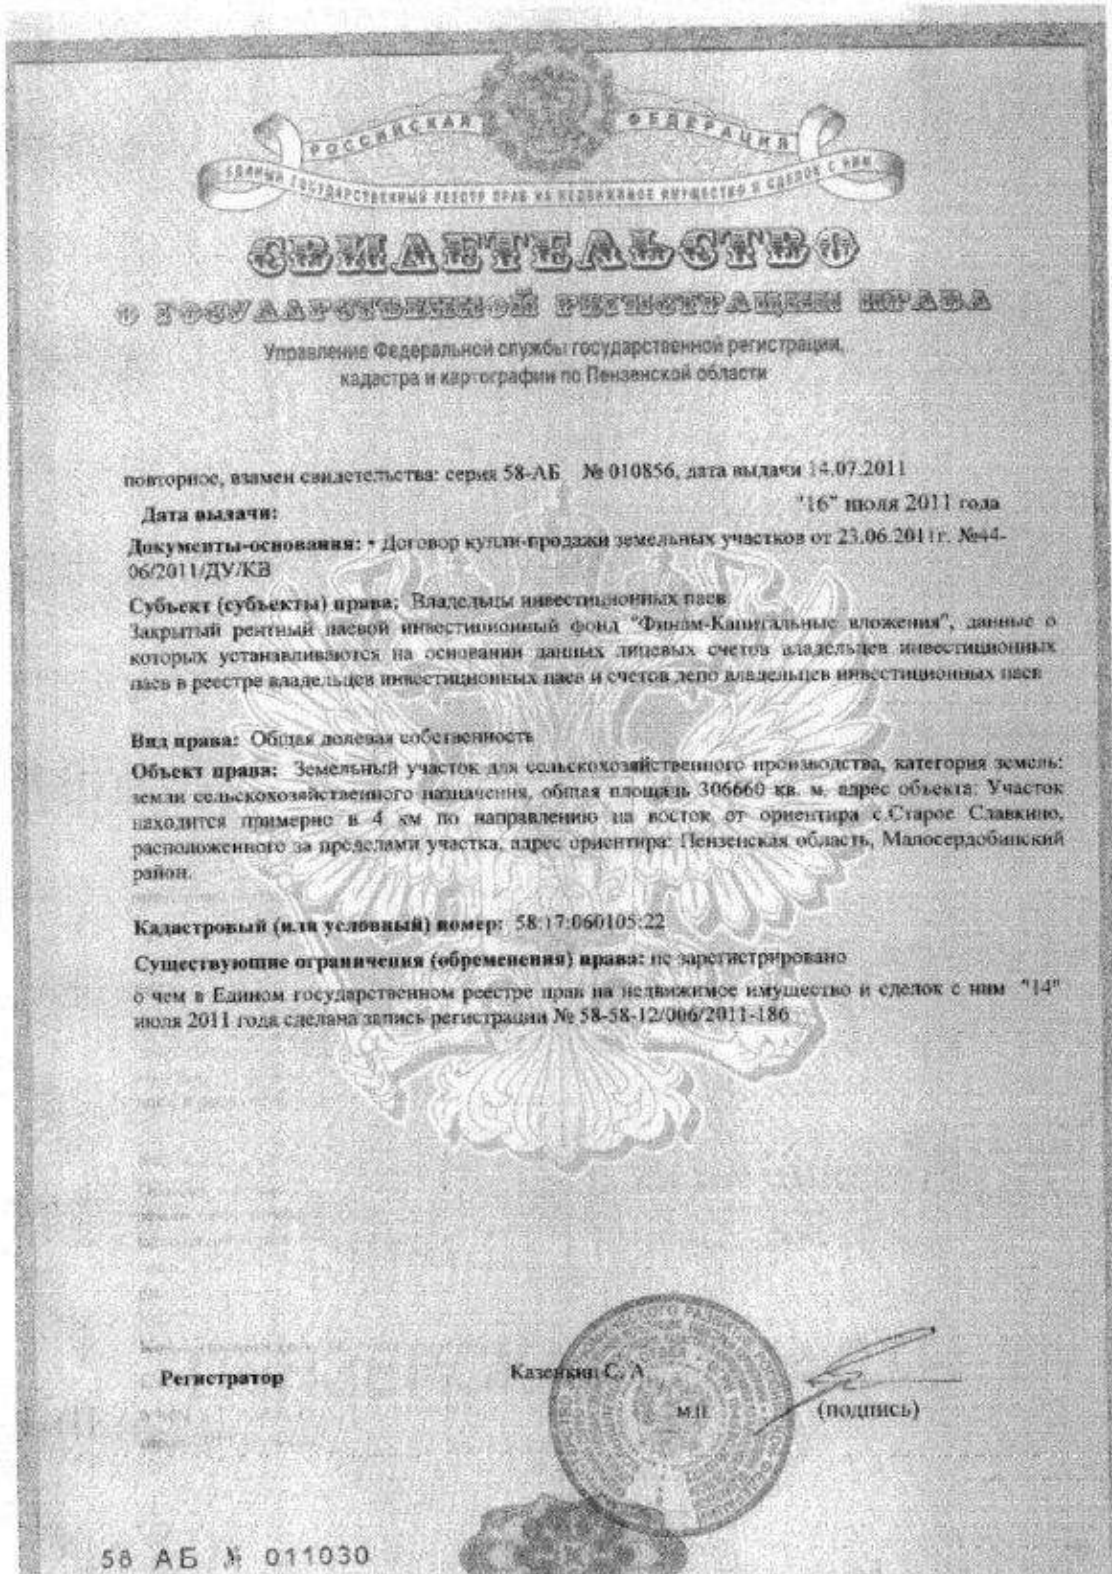 РОССИЙСКАЯ ФЕДЕРАЦИЯ
ЕДИНЫЙ ГОСУДАРСТВЕННЫЙ РЕЕСТР ПРАВ НА НЕДВИЖИМОЕ ИМУЩЕСТВО И СДЕЛОК С НИМ
СВИДЕТЕЛЬСТВО
О ГОСУДАРСТВЕННОЙ РЕГИСТРАЦИИ ПРАВА
Управление Федеральной службы государственной регистрации,
кадастра и картографии по Пензенской области
повторное, взамен свидетельства: серия 58-АБ № 010856, дата выдачи 14.07.2011
Дата выдачи: "16" июля 2011 года
Документы-основания: • Договор купли-продажи земельных участков от 23.06.2011г. №44-
06/2011/ДУ/КВ
Субъект (субъекты) права: Владельцы инвестиционных паев
Закрытый рентный паевой инвестиционный фонд "Финам-Капитальные вложения", данные о
которых устанавливаются на основании данных лицевых счетов владельцев инвестиционных
паев в реестре владельцев инвестиционных паев и счетов депо владельцев инвестиционных паев
Вид права: Общая долевая собственность
Объект права: Земельный участок для сельскохозяйственного производства, категория земель:
земли сельскохозяйственного назначения, общая площадь 306660 кв. м, адрес объекта: Участок
находится примерно в 4 км по направлению на восток от ориентира с.Старое Славкино,
расположенного за пределами участка, адрес ориентира: Пензенская область, Малосердобинский
район.
Кадастровый (или условный) номер: 58:17:060105:22
Существующие ограничения (обременения) права: не зарегистрировано
о чем в Едином государственном реестре прав на недвижимое имущество и сделок с ним "14"
июля 2011 года сделана запись регистрации № 58-58-12/006/2011-186
Регистратор Казенкин С. А.
М.П. (подпись)
58 АБ № 011030